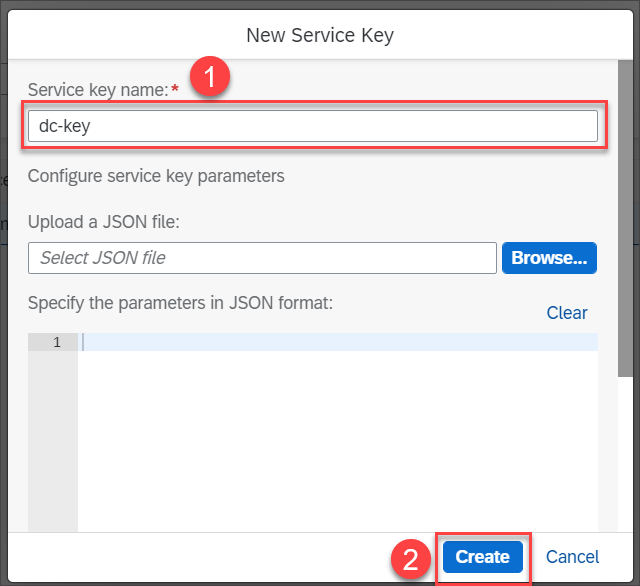 New Service Key
1
Service key name:*
dc-key
Configure service key parameters
Upload a JSON file:
Select JSON file
Browse...
Specify the parameters in JSON format:
Clear
1
2
Create
Cancel